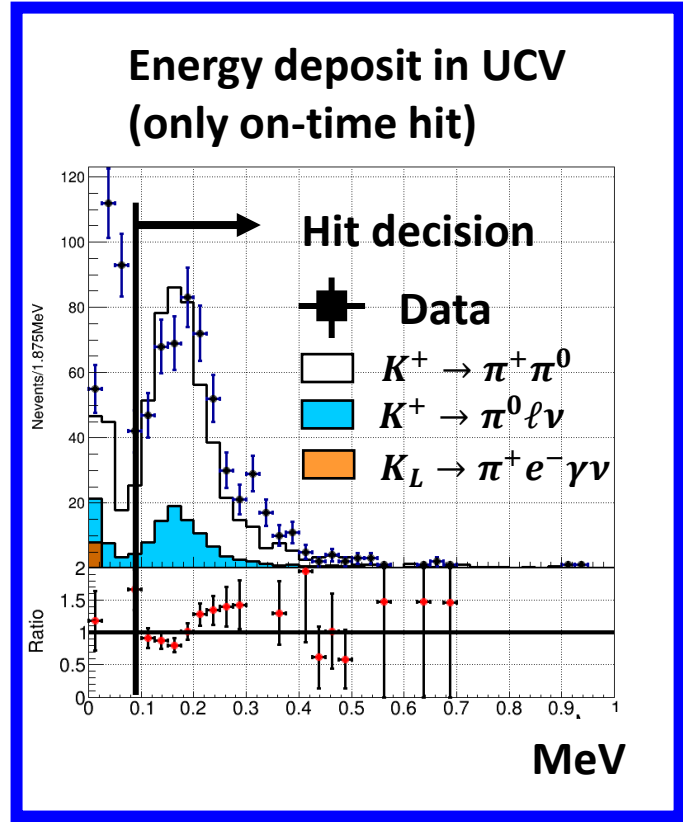 Energy deposit in UCV
(only on-time hit)
120
100
80
60
40
20
Nevents/1.875MeV
Hit decision
Data
K⁺ → π⁺π⁰
K⁺ → π⁰ℓν
K_L → π⁺e⁻γν
2
1.5
1
0.5
0
Ratio
0 0.1 0.2 0.3 0.4 0.5 0.6 0.7 0.8 0.9 1
MeV